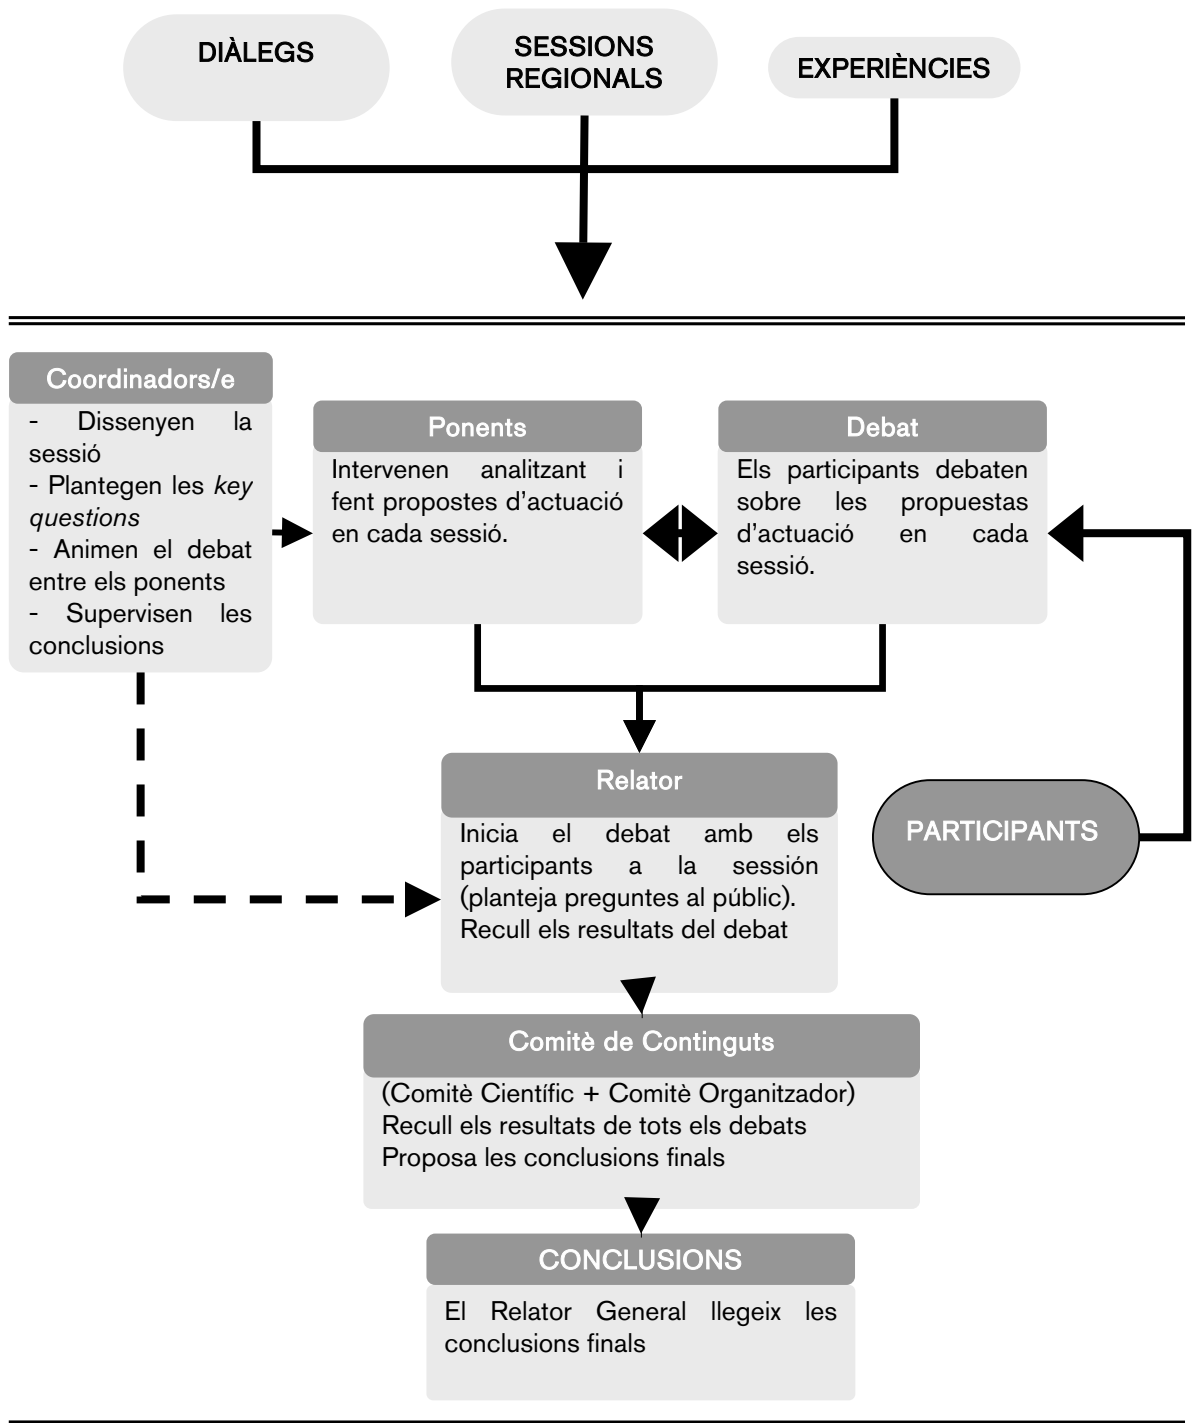 DIÀLEGS
SESSIONS
REGIONALS
EXPERIÈNCIES
Coordinadors/e
- Dissenyen la
sessió
- Plantegen les key
questions
- Animen el debat
entre els ponents
- Supervisen les
conclusions
Ponents
Intervenen analitzant i
fent propostes d'actuació
en cada sessió.
Debat
Els participants debaten
sobre les propuestas
d'actuació en cada
sessió.
Relator
Inicia el debat amb els
participants a la sessión
(planteja preguntes al públic).
Recull els resultats del debat
PARTICIPANTS
Comitè de Continguts
(Comitè Científic + Comitè Organitzador)
Recull els resultats de tots els debats
Proposa les conclusions finals
CONCLUSIONS
El Relator General llegeix les
conclusions finals